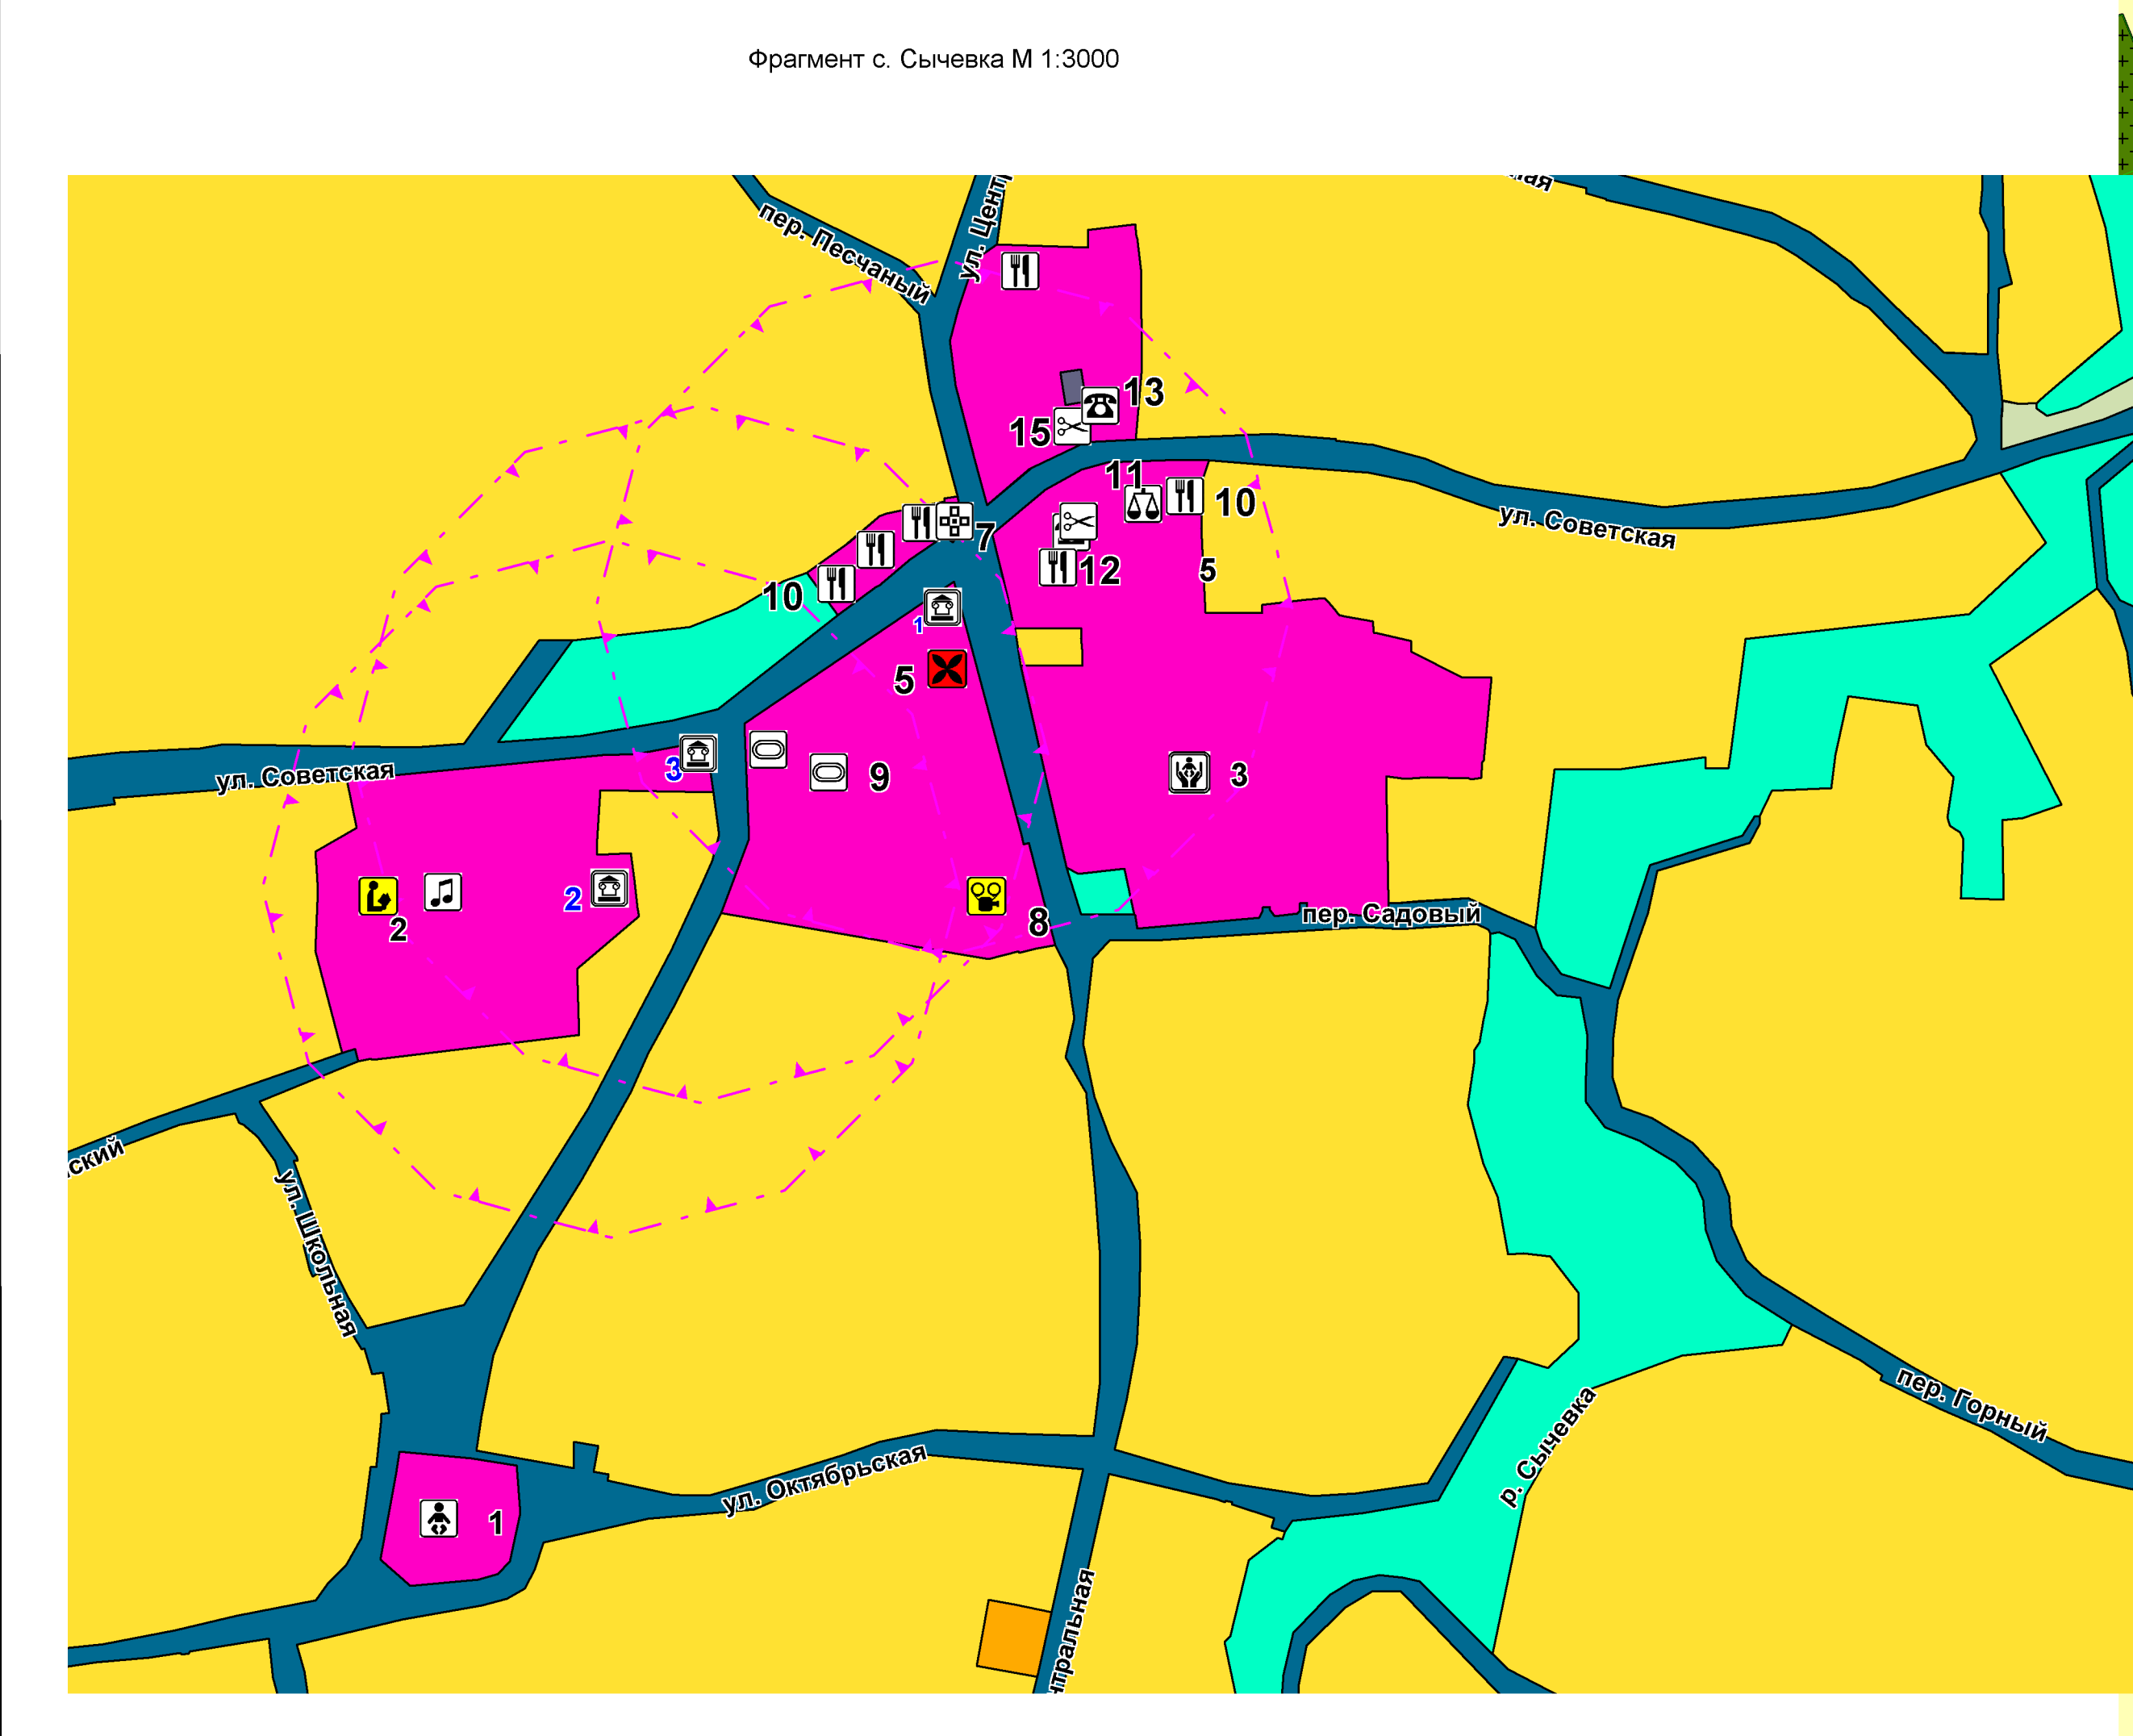 Фрагмент с. Сычевка М 1:3000
ная
ул. Центр
пер. Песчаный
13
15
11
10
ул. Советская
7
12
5
10
1
5
3
ул. Советская
9
3
2
2
8
пер. Садовый
ский
ул. Школьная
пер. Горный
р. Сычевка
ул. Октябрьская
1
нтральная